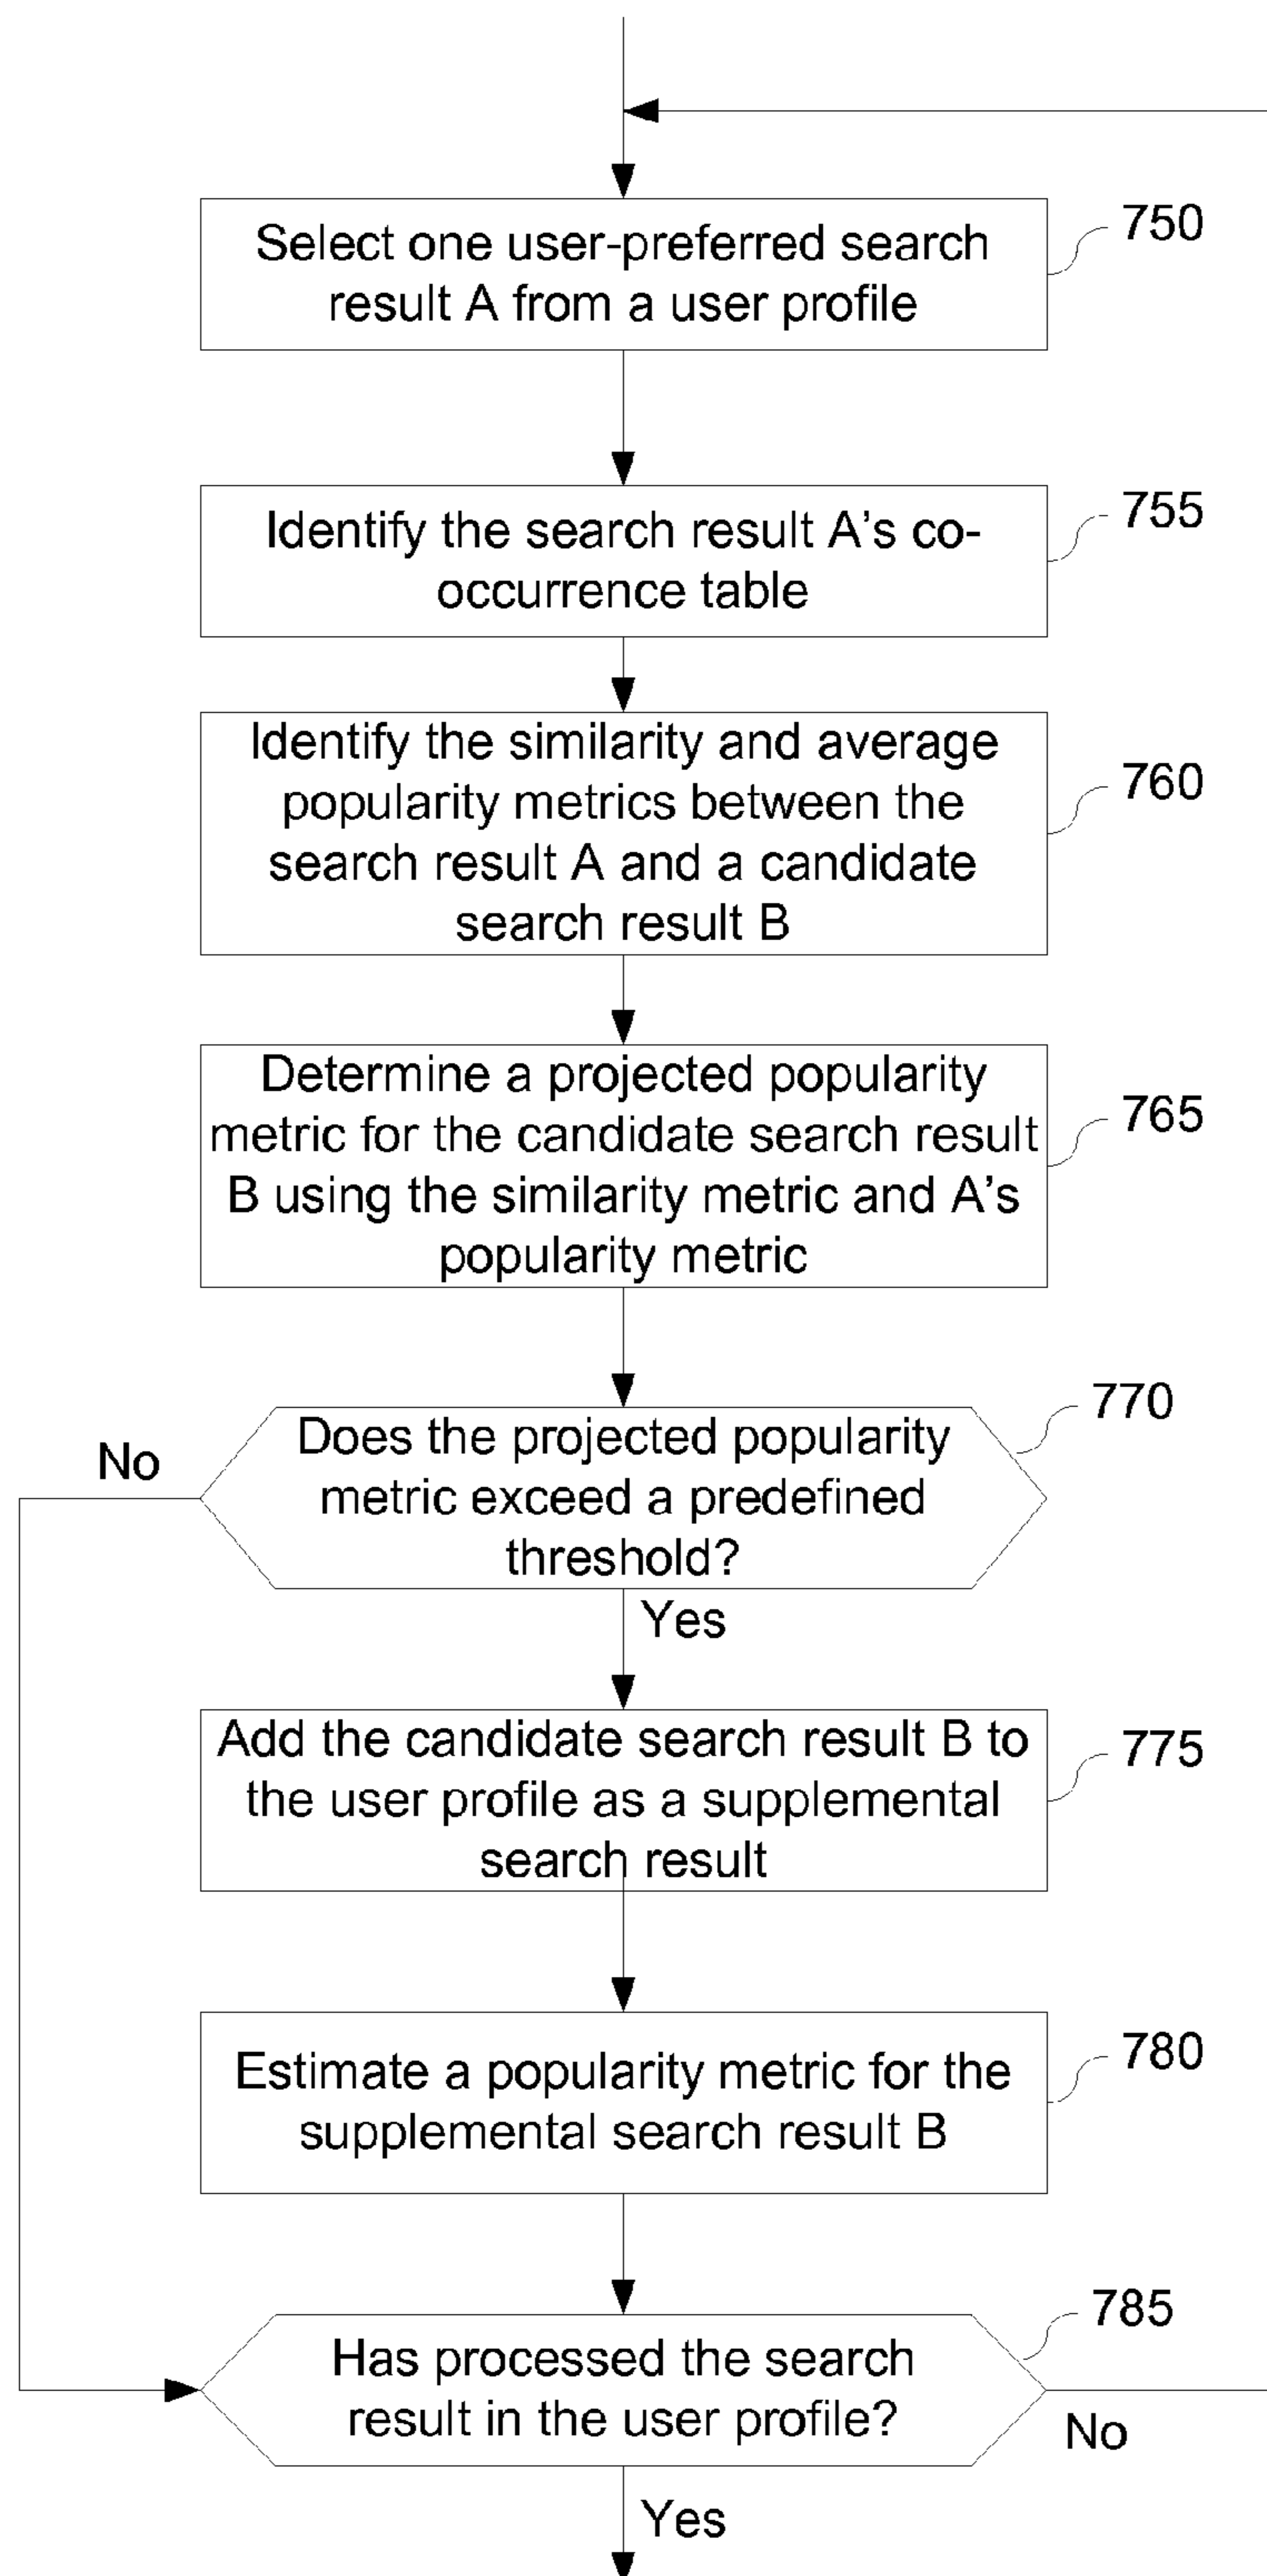 Select one user-preferred search
result A from a user profile
750
Identify the search result A's co-
occurrence table
755
Identify the similarity and average
popularity metrics between the
search result A and a candidate
search result B
760
Determine a projected popularity
metric for the candidate search result
B using the similarity metric and A's
popularity metric
765
Does the projected popularity
metric exceed a predefined
threshold?
770
No
Yes
Add the candidate search result B to
the user profile as a supplemental
search result
775
Estimate a popularity metric for the
supplemental search result B
780
Has processed the search
result in the user profile?
785
No
Yes